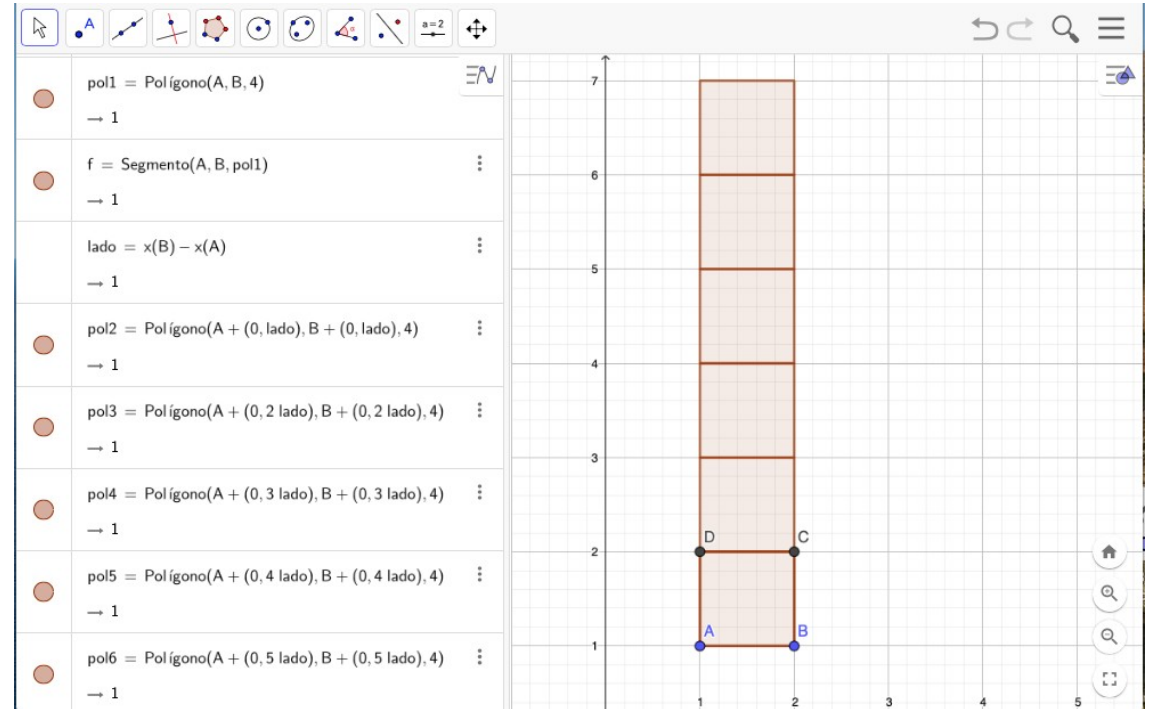 A
a=2
pol1 = Polígono(A, B, 4)
→ 1
f = Segmento(A, B, pol1)
→ 1
lado = x(B) − x(A)
→ 1
pol2 = Polígono(A + (0, lado), B + (0, lado), 4)
→ 1
pol3 = Polígono(A + (0, 2 lado), B + (0, 2 lado), 4)
→ 1
pol4 = Polígono(A + (0, 3 lado), B + (0, 3 lado), 4)
→ 1
pol5 = Polígono(A + (0, 4 lado), B + (0, 4 lado), 4)
→ 1
pol6 = Polígono(A + (0, 5 lado), B + (0, 5 lado), 4)
→ 1
7
6
5
4
3
D C
2
A B
1
1 2 3 4 5